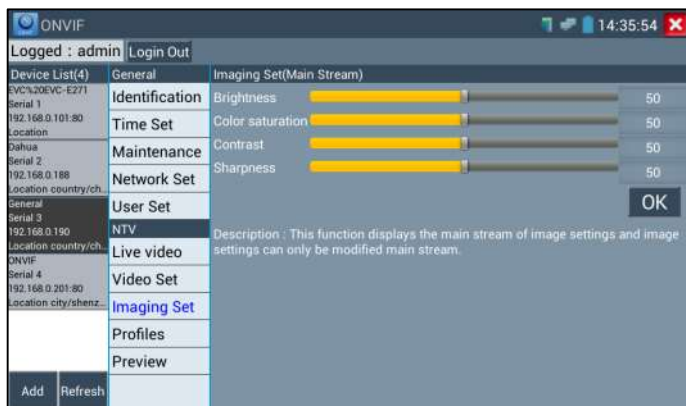 ONVIF
14:35:54
Logged : admin
Login Out
Device List(4)
EVC%20EVC-E271
Serial 1
192.168.0.101:80
Location
Dahua
Serial 2
192.168.0.188
Location country/ch..
General
Serial 3
192.168.0.190
Location country/ch..
ONVIF
Serial 4
192.168.0.201:80
Location city/shenz..
Add
Refresh
General
Identification
Time Set
Maintenance
Network Set
User Set
NTV
Live video
Video Set
Imaging Set
Profiles
Preview
Imaging Set(Main Stream)
Brightness 50
Color saturation 50
Contrast 50
Sharpness 50
OK
Description : This function displays the main stream of image settings and image
settings can only be modified main stream.